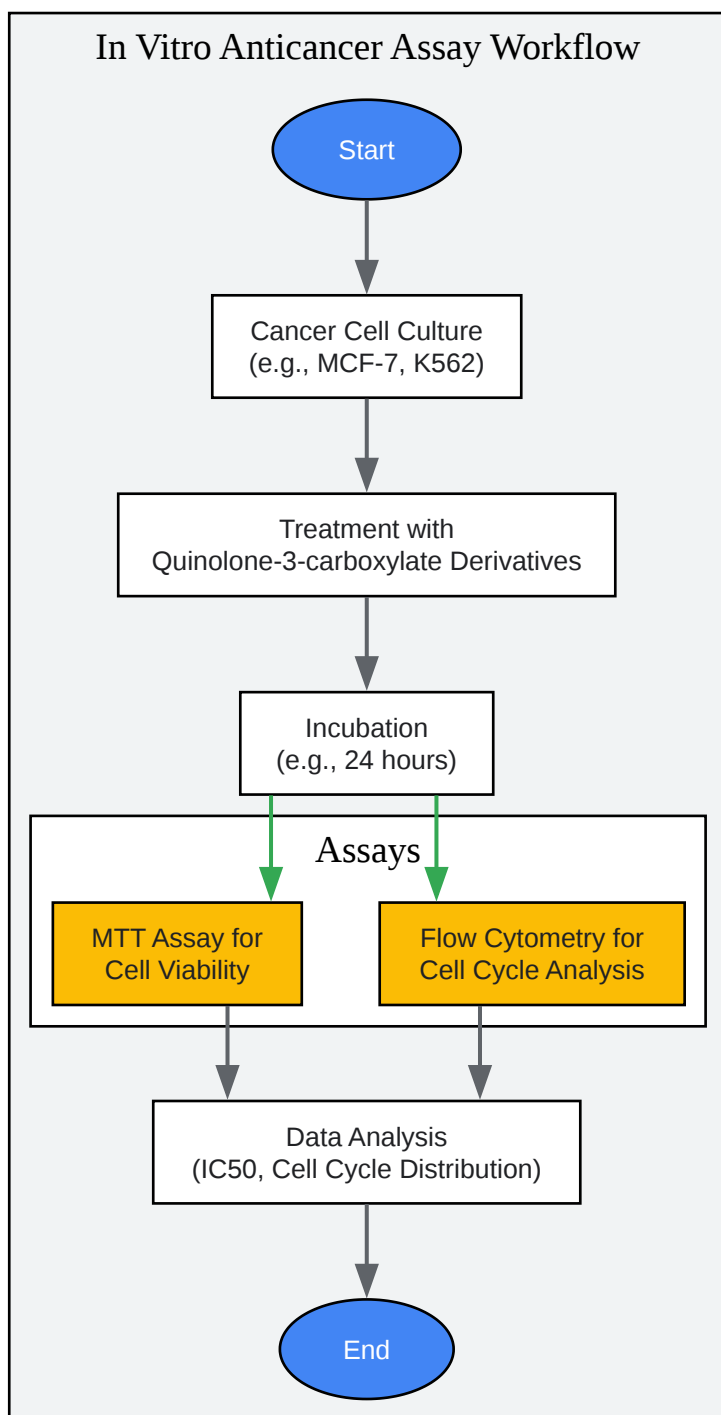 In Vitro Anticancer Assay Workflow
Start
Cancer Cell Culture
(e.g., MCF-7, K562)
Treatment with
Quinolone-3-carboxylate Derivatives
Incubation
(e.g., 24 hours)
Assays
MTT Assay for
Cell Viability
Flow Cytometry for
Cell Cycle Analysis
Data Analysis
(IC50, Cell Cycle Distribution)
End